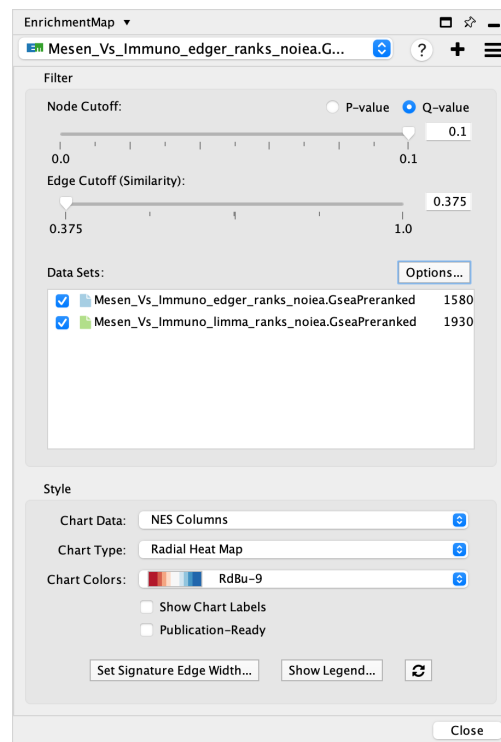 EnrichmentMap ▼
EM Mesen_Vs_Immuno_edger_ranks_noiea.G... ?
Filter
Node Cutoff: P-value Q-value
0.1
0.0 0.1
Edge Cutoff (Similarity):
0.375
0.375 1.0
Data Sets: Options...
Mesen_Vs_Immuno_edger_ranks_noiea.GseaPreranked 1580
Mesen_Vs_Immuno_limma_ranks_noiea.GseaPreranked 1930
Style
Chart Data: NES Columns
Chart Type: Radial Heat Map
Chart Colors: RdBu-9
Show Chart Labels
Publication-Ready
Set Signature Edge Width... Show Legend...
Close